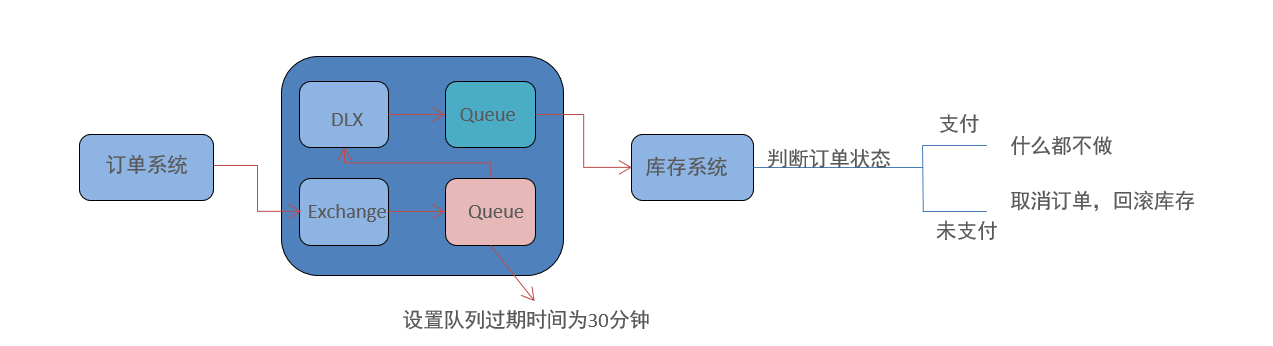 订单系统
DLX
Queue
Exchange
Queue
设置队列过期时间为30分钟
库存系统
判断订单状态
支付
什么都不做
取消订单，回滚库存
未支付